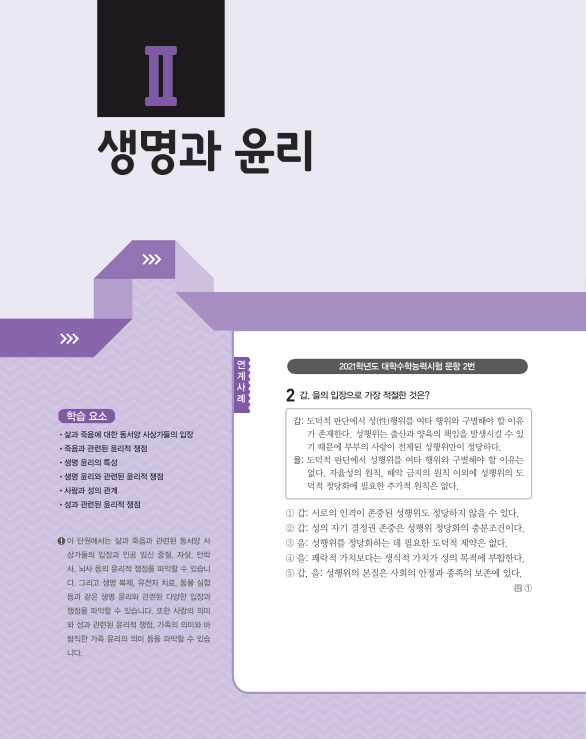 Ⅱ
생명과 윤리
연계사례
2021학년도 대학수학능력시험 문항 2번
2 갑, 을의 입장으로 가장 적절한 것은?
갑: 도덕적 판단에서 성(性)행위를 여타 행위와 구별해야 할 이유
가 존재한다. 성행위는 출산과 양육의 책임을 발생시킬 수 있
기 때문에 부부의 사랑이 전제된 성행위만이 정당하다.
을: 도덕적 판단에서 성행위를 여타 행위와 구별해야 할 이유는
없다. 자율성의 원칙, 해악 금지의 원칙 이외에 성행위의 도
덕적 정당화에 필요한 추가적 원칙은 없다.
① 갑: 서로의 인격이 존중된 성행위도 정당하지 않을 수 있다.
② 갑: 성의 자기 결정권 존중은 성행위 정당화의 충분조건이다.
③ 을: 성행위를 정당화하는 데 필요한 도덕적 제약은 없다.
④ 을: 쾌락적 가치보다는 생식적 가치가 성의 목적에 부합한다.
⑤ 갑, 을: 성행위의 본질은 사회의 안정과 종족의 보존에 있다.
답 ①
학습 요소
• 삶과 죽음에 대한 동서양 사상가들의 입장
• 죽음과 관련된 윤리적 쟁점
• 생명 윤리의 특성
• 생명 윤리와 관련된 윤리적 쟁점
• 사랑과 성의 관계
• 성과 관련된 윤리적 쟁점
이 단원에서는 삶과 죽음과 관련된 동서양 사
상가들의 입장과 인공 임신 중절, 자살, 안락
사, 뇌사 등의 윤리적 쟁점을 파악할 수 있습니
다. 그리고 생명 복제, 유전자 치료, 동물 실험
등과 같은 생명 윤리와 관련된 다양한 입장과
쟁점을 파악할 수 있습니다. 또한 사랑의 의미
와 성과 관련된 윤리적 쟁점, 가족의 의미와 바
람직한 가족 윤리의 의미 등을 파악할 수 있습
니다.